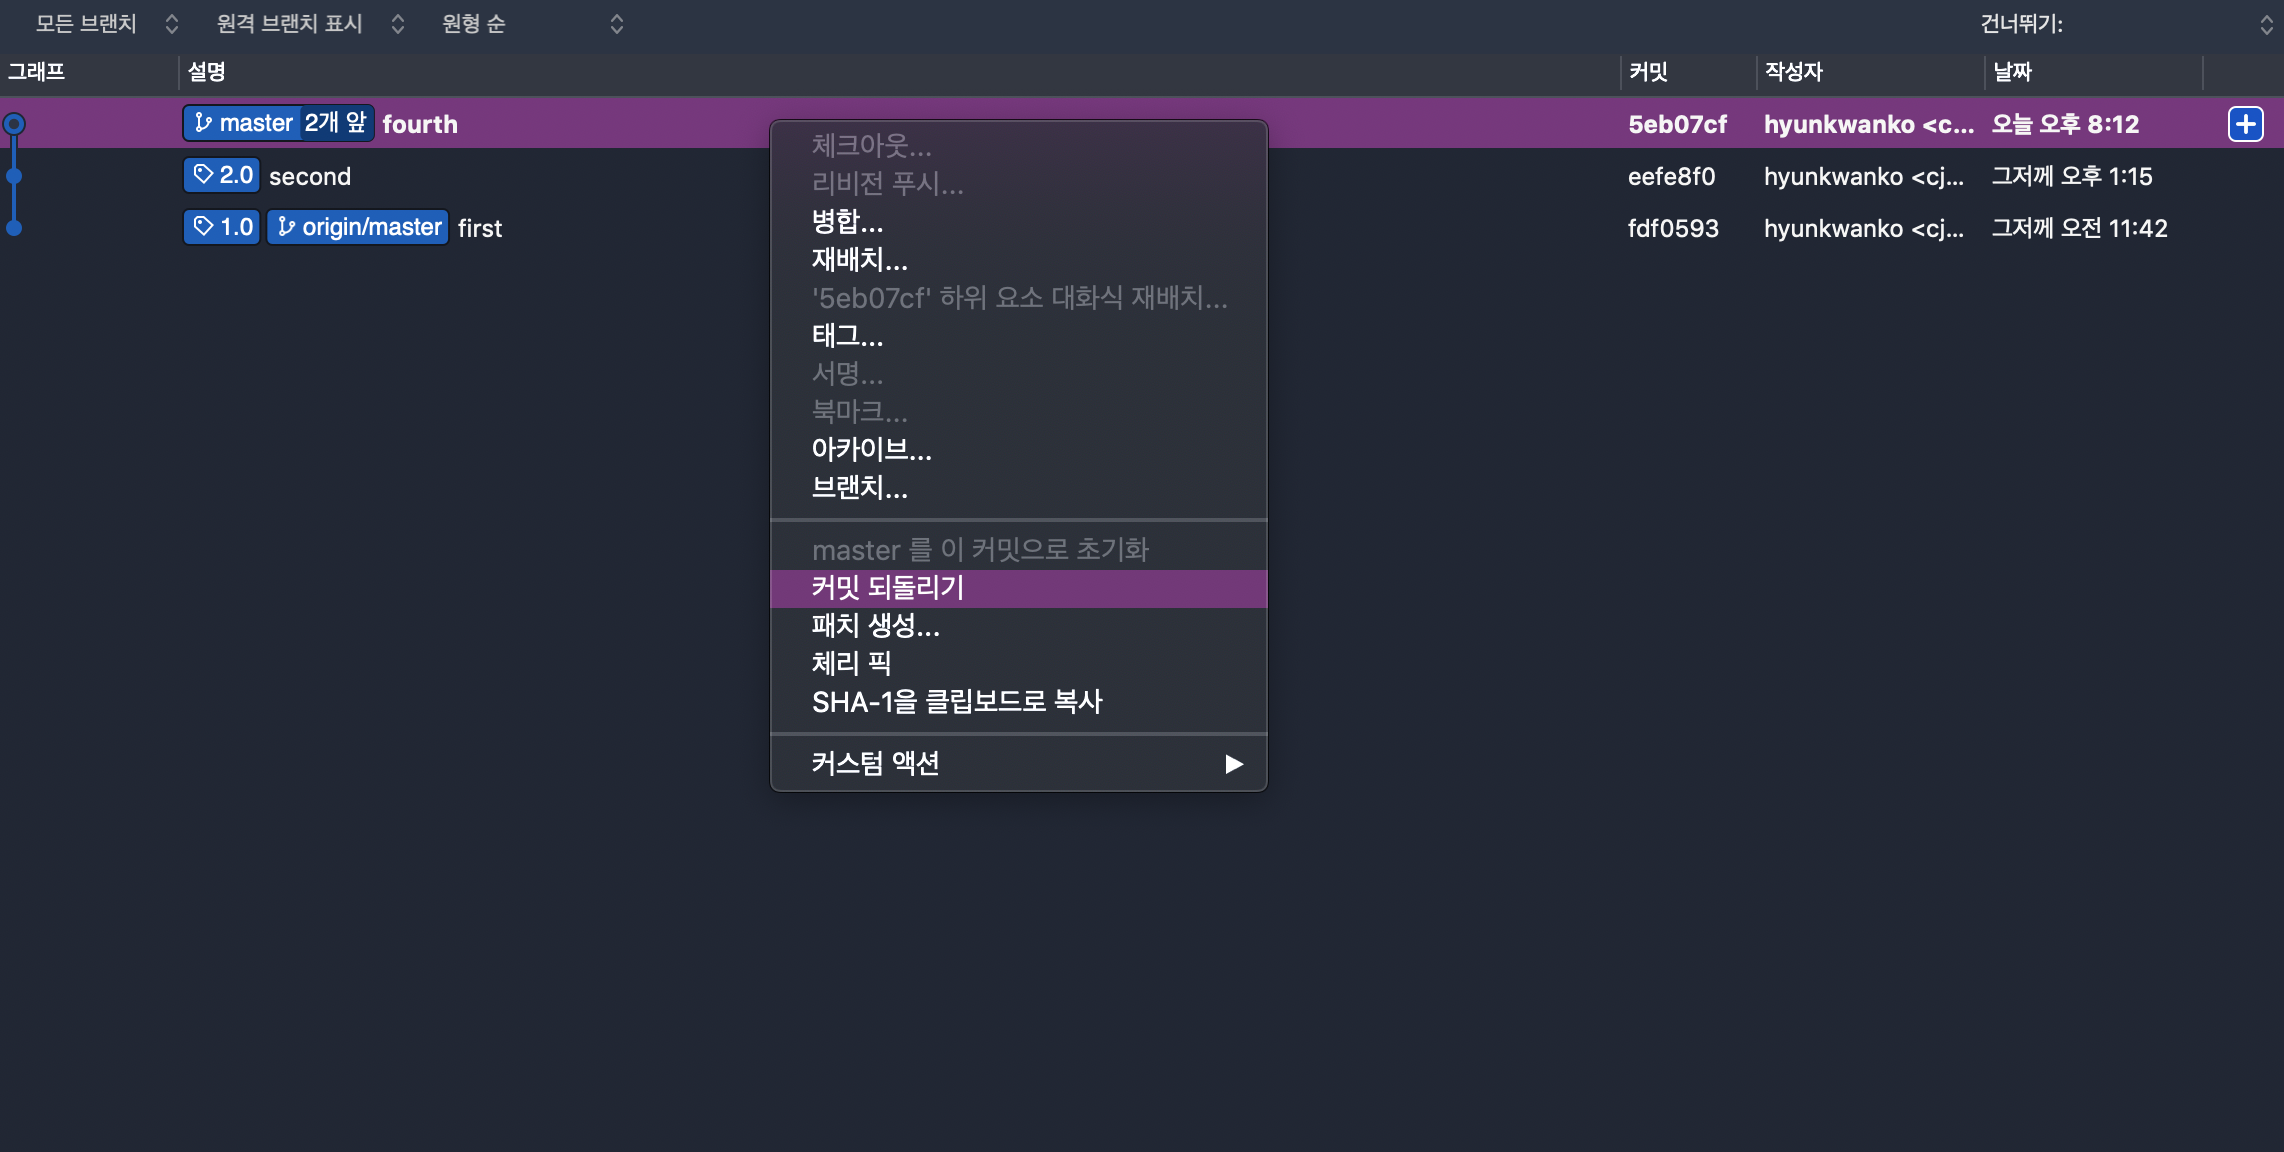 모든 브랜치 원격 브랜치 표시 원형 순 건너뛰기:
그래프 설명 커밋 작성자 날짜
master 2개 앞 fourth 5eb07cf hyunkwanko <c... 오늘 오후 8:12
2.0 second eefe8f0 hyunkwanko <cj... 그저께 오후 1:15
1.0 origin/master first fdf0593 hyunkwanko <cj... 그저께 오전 11:42
체크아웃...
리비전 푸시...
병합...
재배치...
'5eb07cf' 하위 요소 대화식 재배치...
태그...
서명...
북마크...
아카이브...
브랜치...
master 를 이 커밋으로 초기화
커밋 되돌리기
패치 생성...
체리 픽
SHA-1을 클립보드로 복사
커스텀 액션